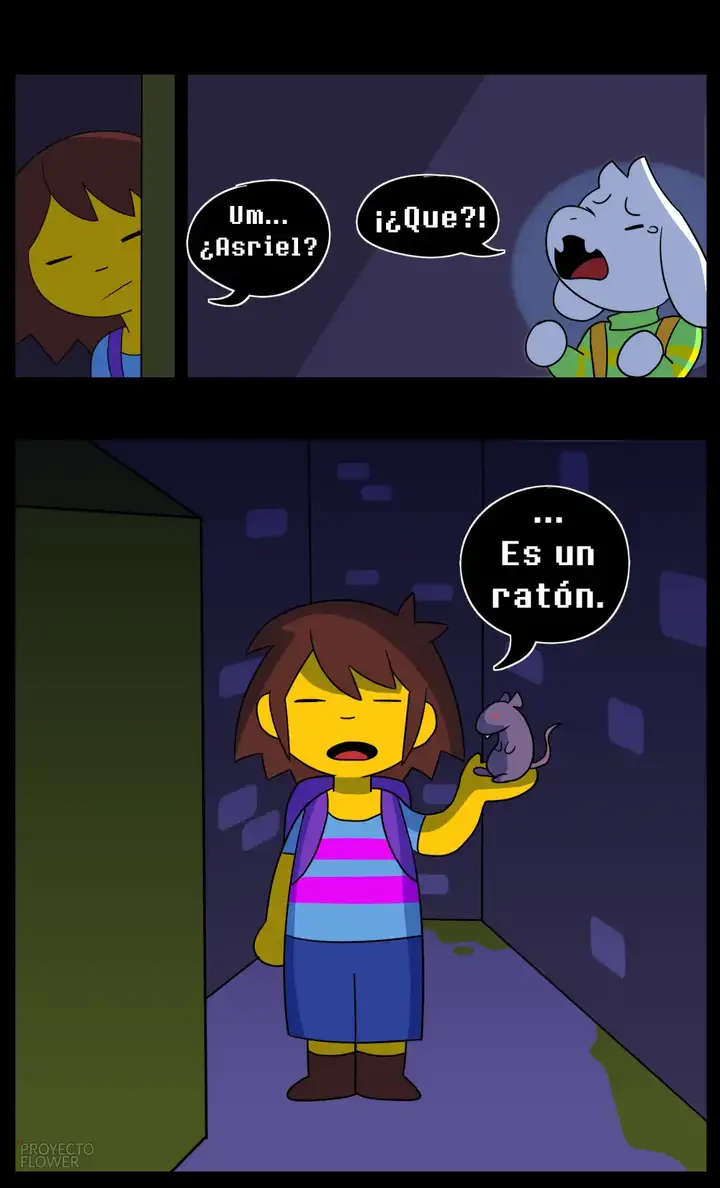 Um...
¿Asriel?
¡¿Que?!
...
Es un
ratón.
PROYECTO
FLOWER